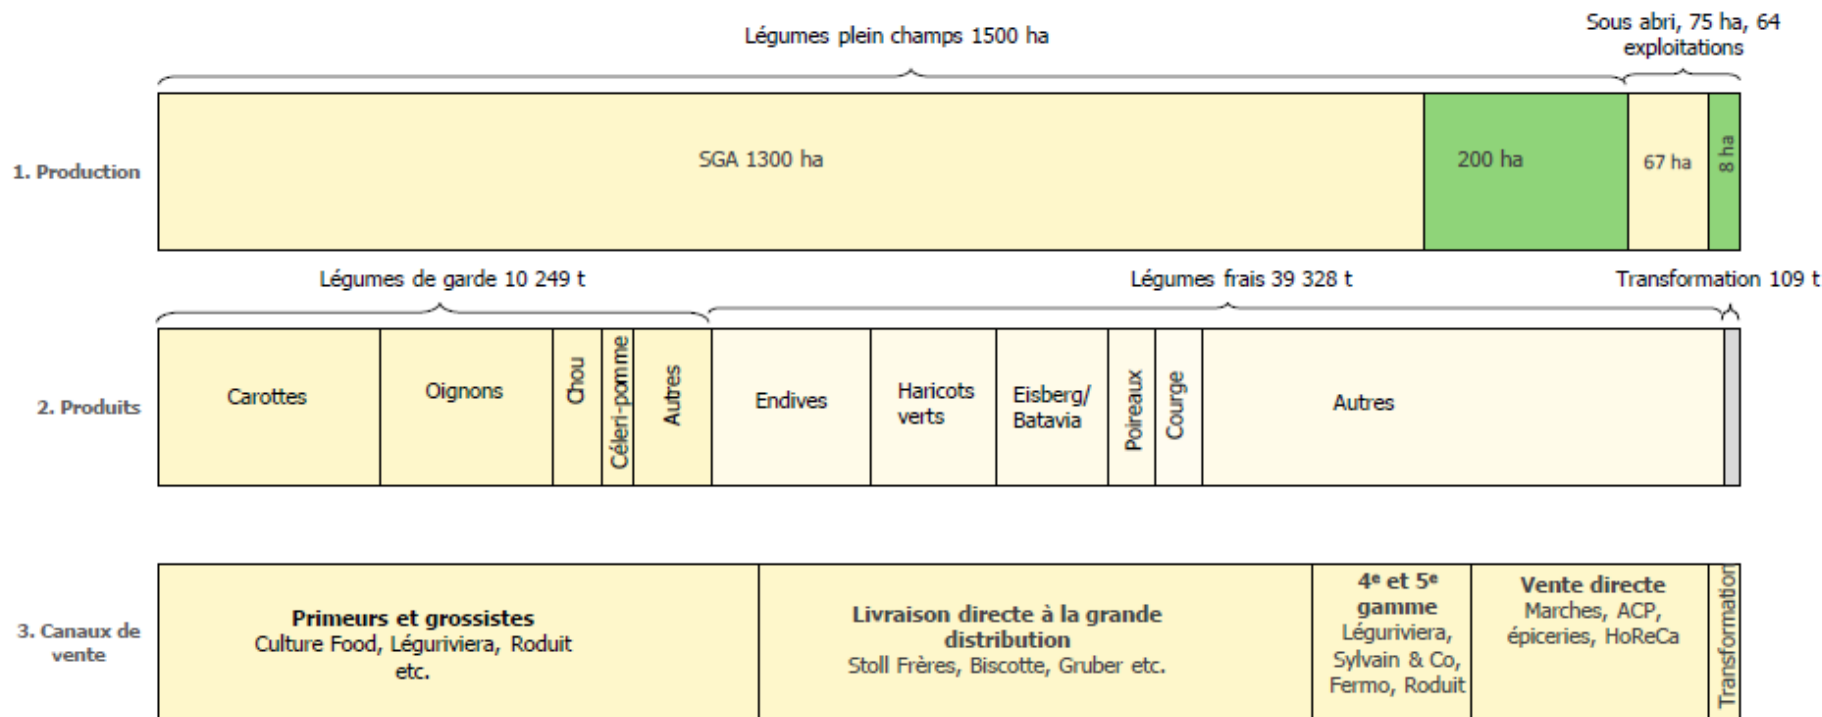 Légumes plein champs 1500 ha
Sous abri, 75 ha, 64
exploitations
1. Production
SGA 1300 ha
200 ha
67 ha
8 ha
Légumes de garde 10 249 t
Légumes frais 39 328 t
Transformation 109 t
2. Produits
Carottes
Oignons
Chou
Céleri-pomme
Autres
Endives
Haricots
verts
Eisberg/
Batavia
Poireaux
Courge
Autres
3. Canaux de
vente
Primeurs et grossistes
Culture Food, Léguriviera, Roduit
etc.
Livraison directe à la grande
distribution
Stoll Frères, Biscotte, Gruber etc.
4e et 5e
gamme
Léguriviera,
Sylvain & Co,
Fermo, Roduit
Vente directe
Marches, ACP,
épiceries, HoReCa
Transformation